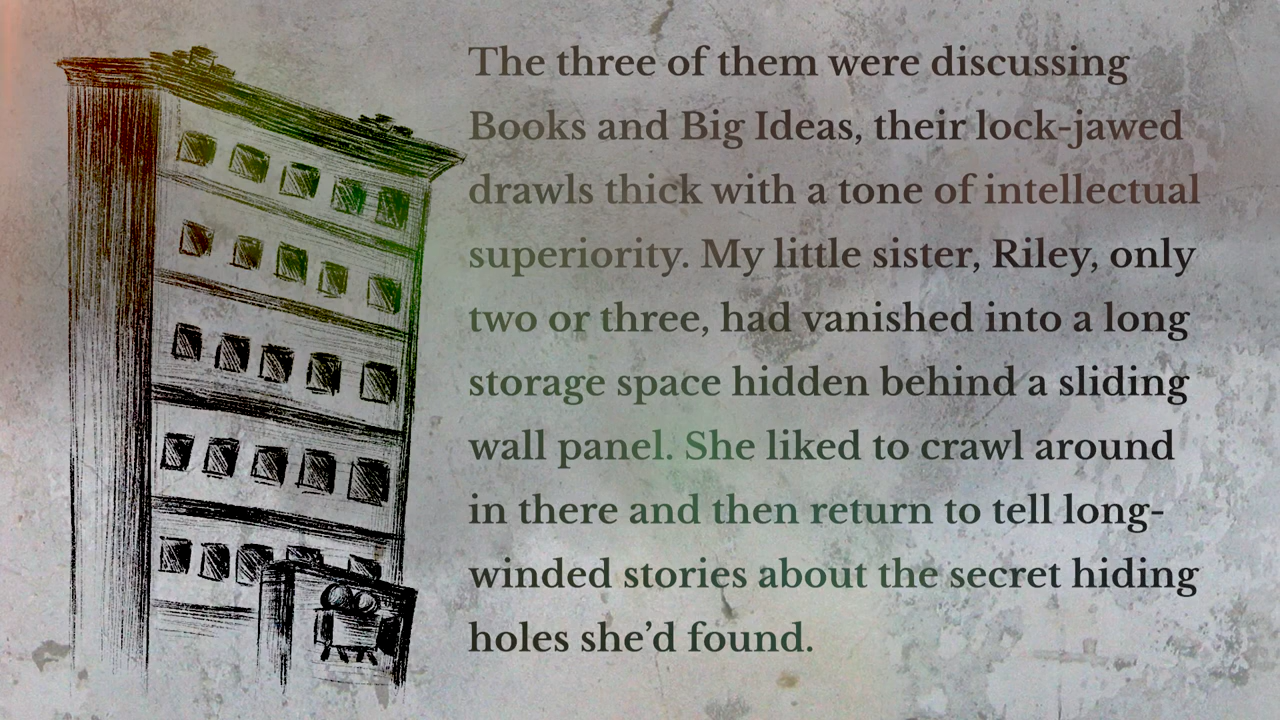 The three of them were discussing
Books and Big Ideas, their lock-jawed
drawls thick with a tone of intellectual
superiority. My little sister, Riley, only
two or three, had vanished into a long
storage space hidden behind a sliding
wall panel. She liked to crawl around
in there and then return to tell long-
winded stories about the secret hiding
holes she’d found.